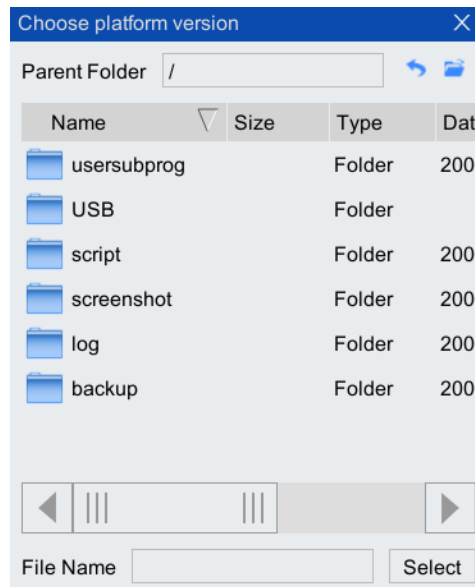 Choose platform version
Parent Folder /
Name Size Type Dat
usersubprog Folder 200
USB Folder
script Folder 200
screenshot Folder 200
log Folder 200
backup Folder 200
File Name Select